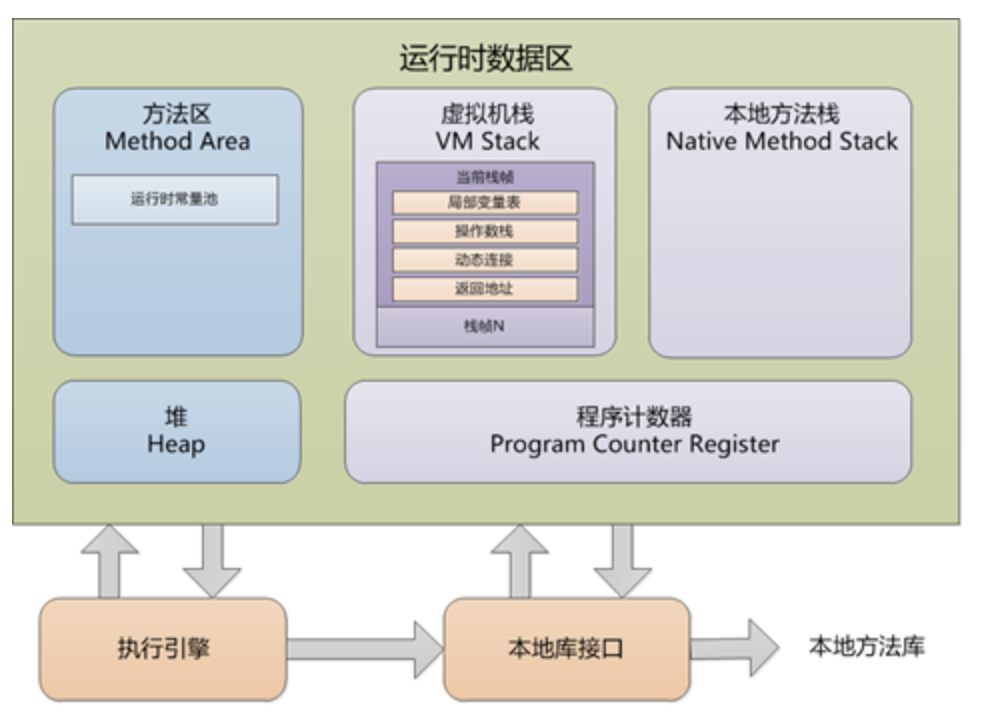 运行时数据区
方法区
Method Area
运行时常量池
虚拟机栈
VM Stack
当前栈帧
局部变量表
操作数栈
动态连接
返回地址
栈帧N
本地方法栈
Native Method Stack
堆
Heap
程序计数器
Program Counter Register
执行引擎
本地库接口
本地方法库